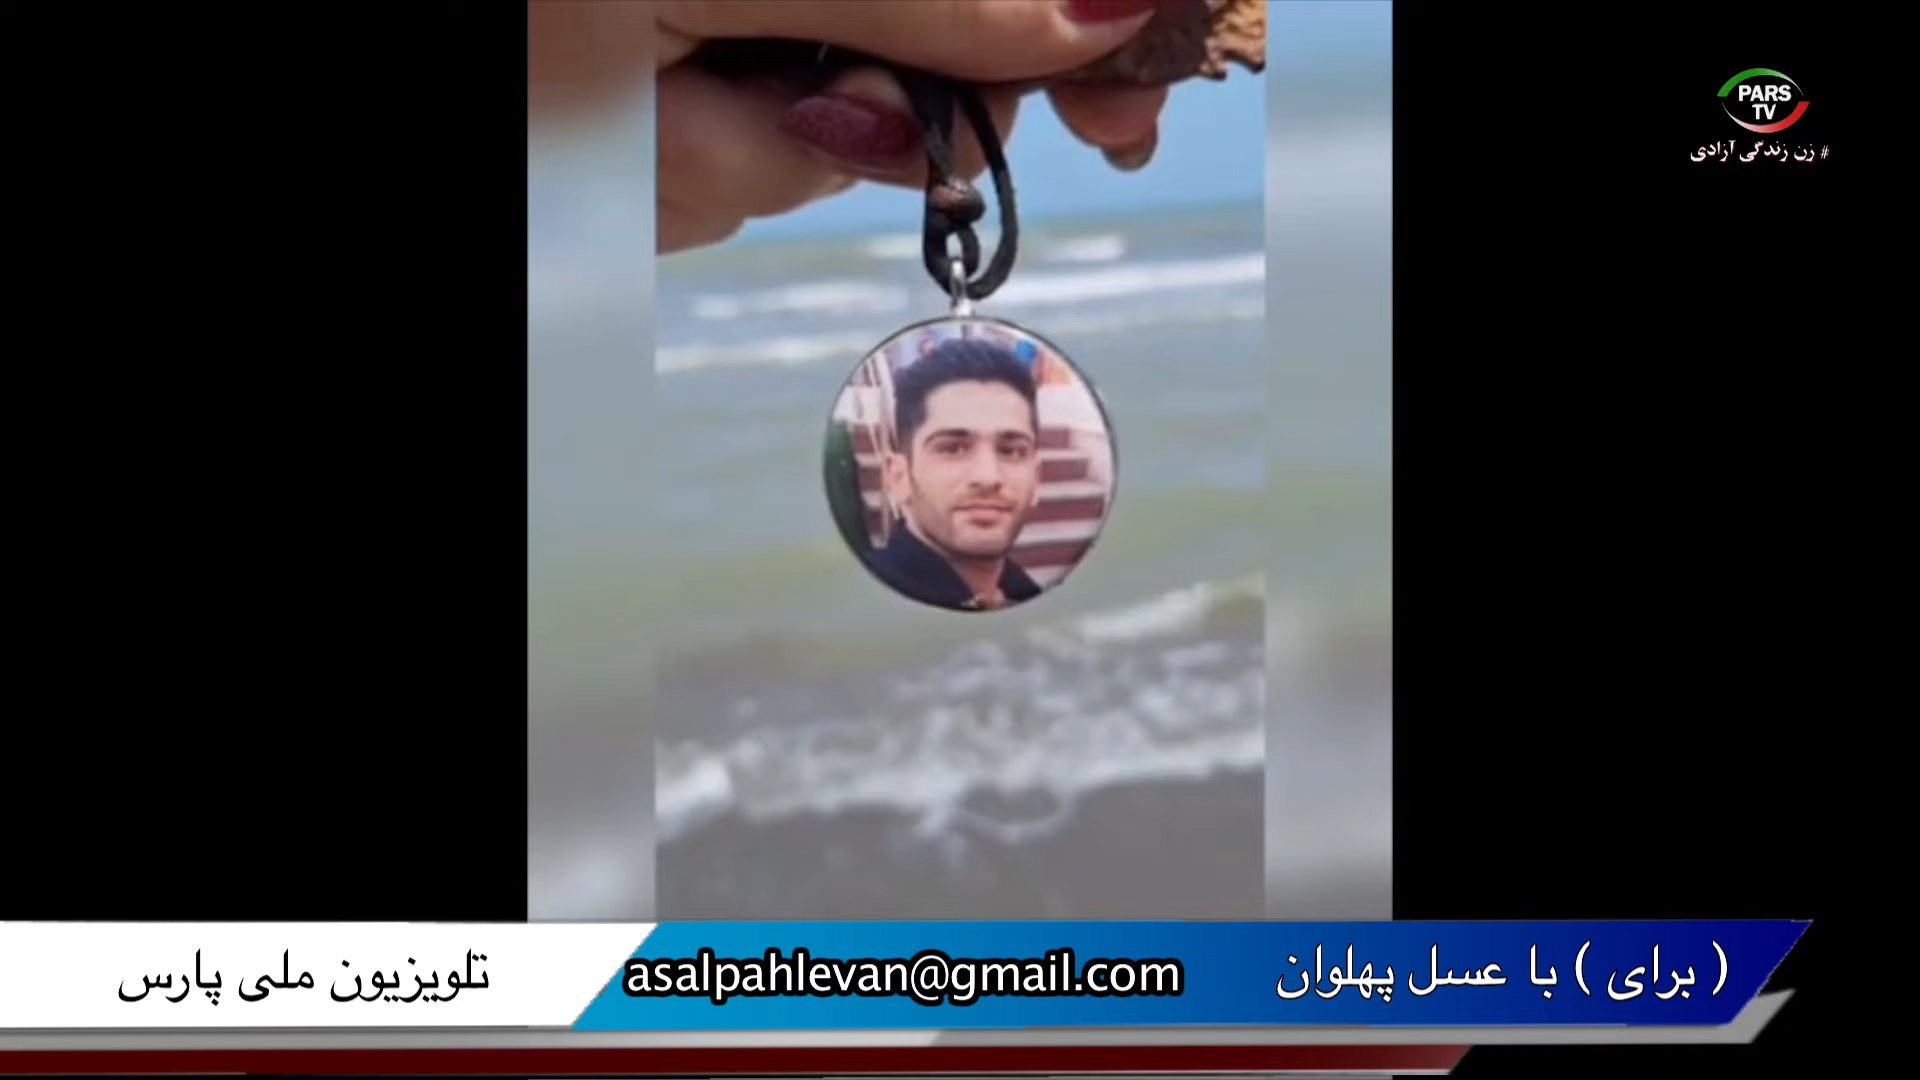 PARS
TV
# زن زندگی آزادی
( برای ) با عسل پهلوان
asalpahlevan@gmail.com
تلویزیون ملی پارس